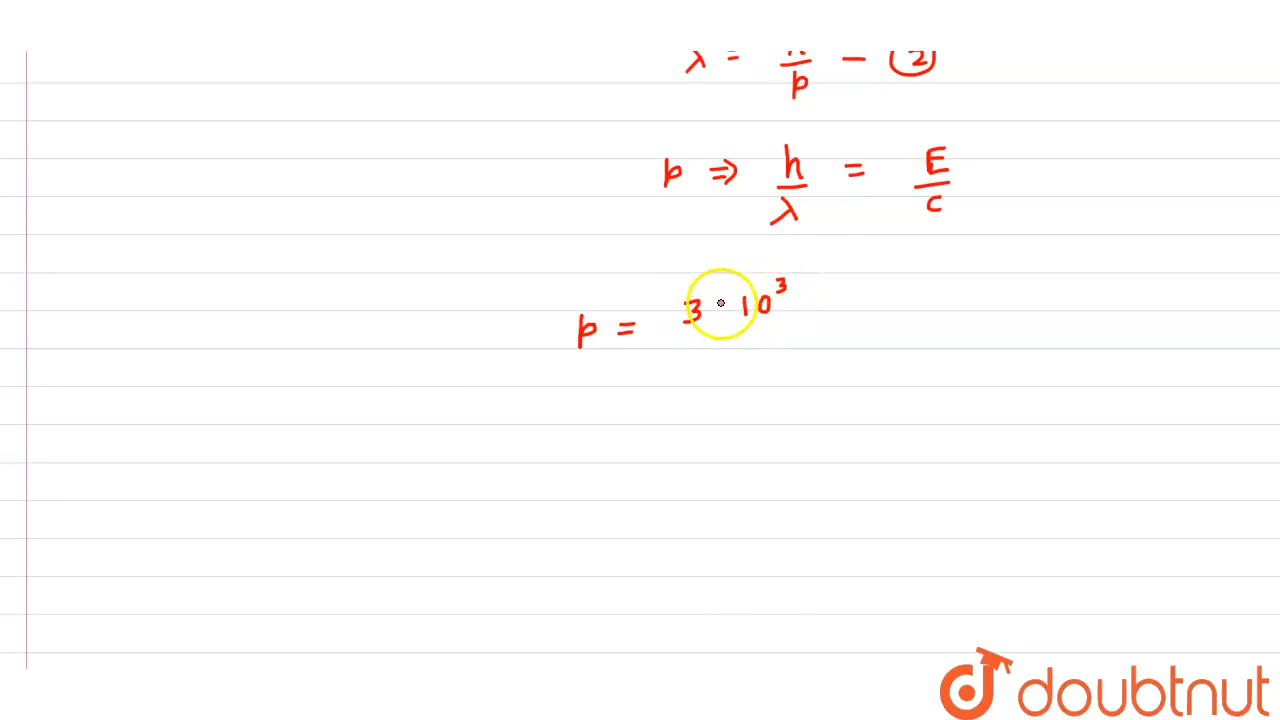 λ = h/p - ②
p ⇒ h/λ = E/c
p = 3 10³
doubtnut